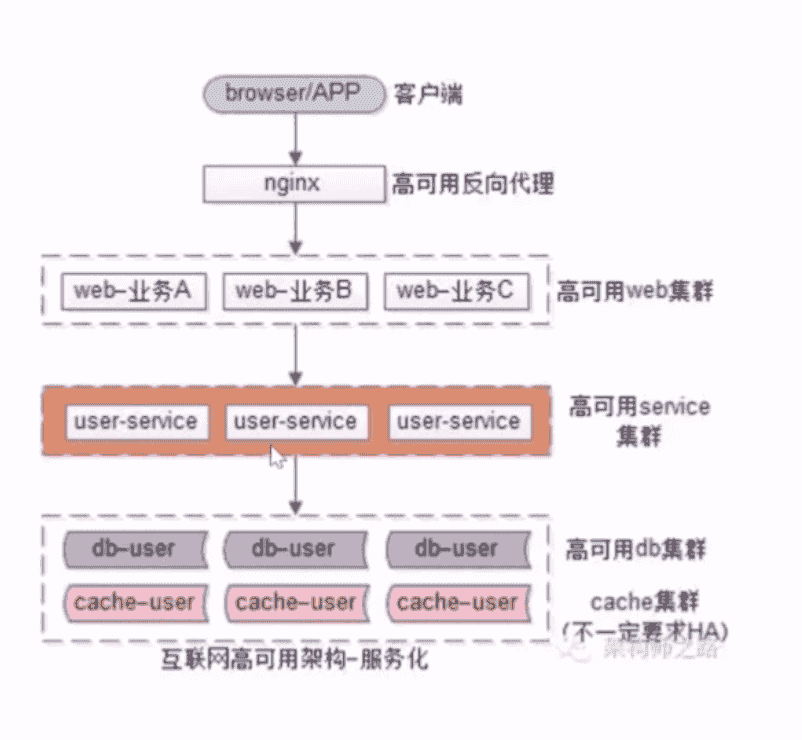 browser/APP 客户端
nginx 高可用反向代理
web-业务A web-业务B web-业务C 高可用web集群
user-service user-service user-service 高可用service
集群
db-user db-user db-user 高可用db集群
cache-user cache-user cache-user cache集群
(不一定要求HA)
架构师之路
互联网高可用架构-服务化